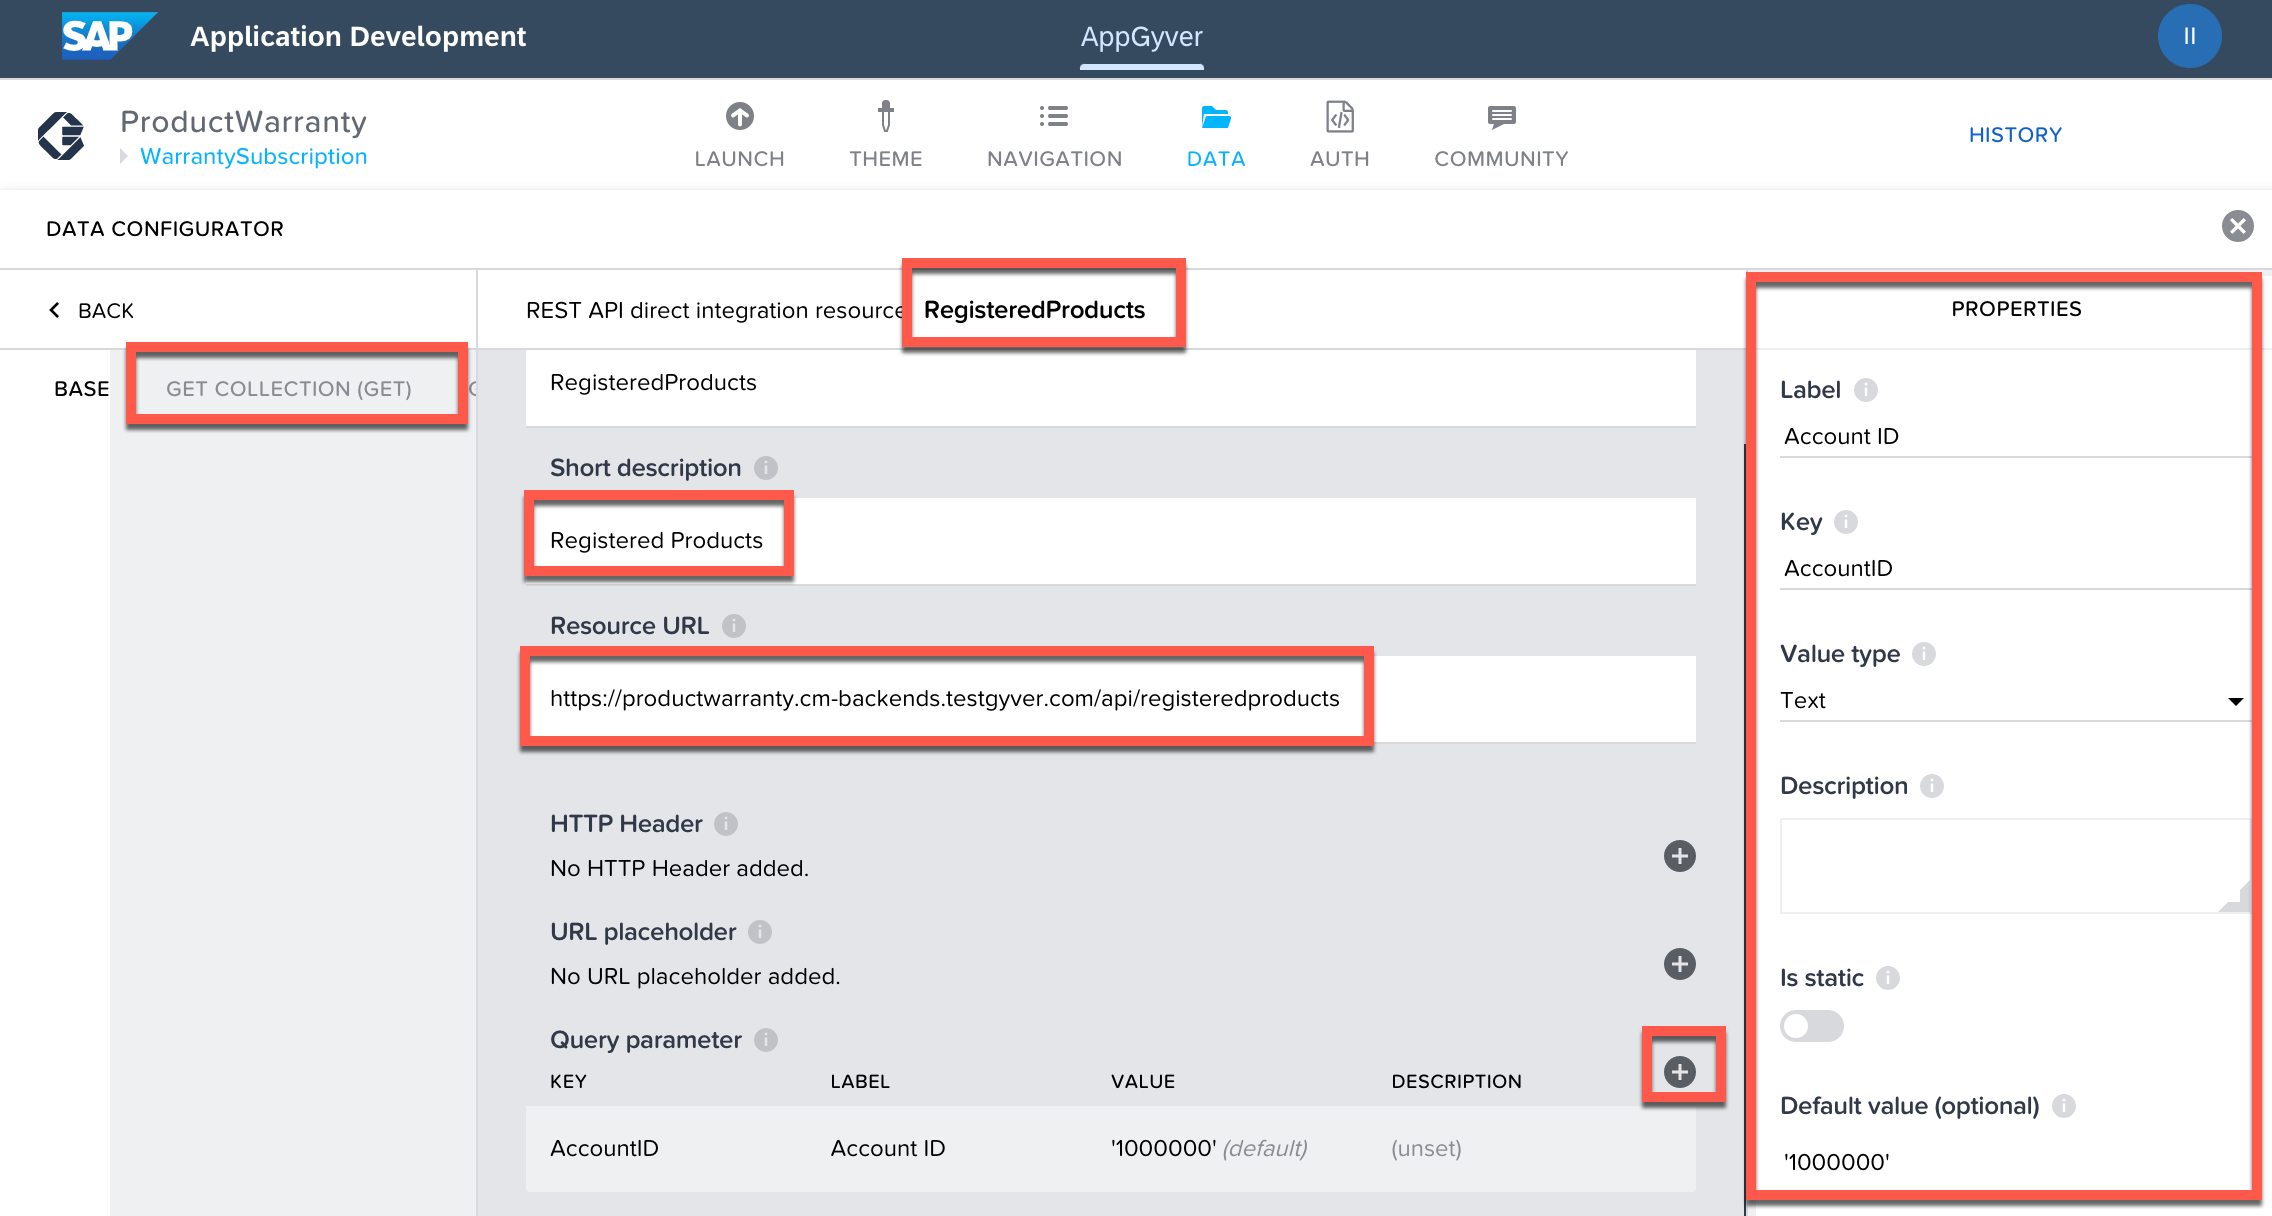 SAP Application Development
AppGyver
II
ProductWarranty
WarrantySubscription
LAUNCH
THEME
NAVIGATION
DATA
AUTH
COMMUNITY
HISTORY
DATA CONFIGURATOR
BACK
BASE
GET COLLECTION (GET)
REST API direct integration resource RegisteredProducts
RegisteredProducts
Short description
Registered Products
Resource URL
https://productwarranty.cm-backends.testgyver.com/api/registeredproducts
HTTP Header
No HTTP Header added.
URL placeholder
No URL placeholder added.
Query parameter
KEY LABEL VALUE DESCRIPTION
AccountID Account ID '1000000' (default) (unset)
PROPERTIES
Label
Account ID
Key
AccountID
Value type
Text
Description
Is static
Default value (optional)
'1000000'